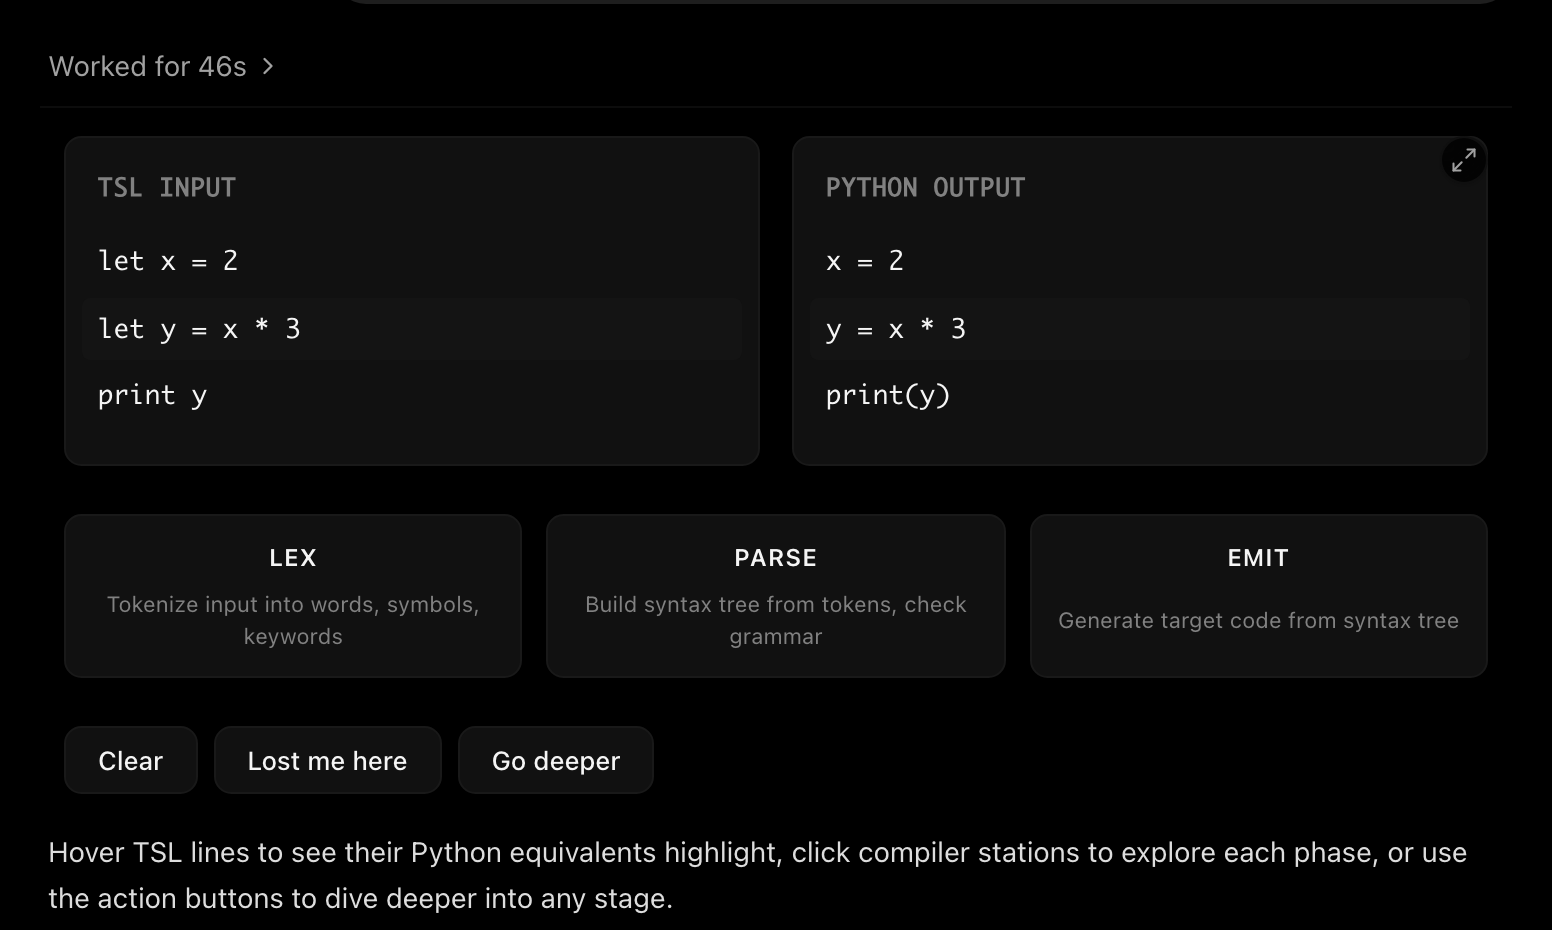 Worked for 46s >
TSL INPUT
let x = 2
let y = x * 3
print y
PYTHON OUTPUT
x = 2
y = x * 3
print(y)
LEX
Tokenize input into words, symbols,
keywords
PARSE
Build syntax tree from tokens, check
grammar
EMIT
Generate target code from syntax tree
Clear
Lost me here
Go deeper
Hover TSL lines to see their Python equivalents highlight, click compiler stations to explore each phase, or use
the action buttons to dive deeper into any stage.